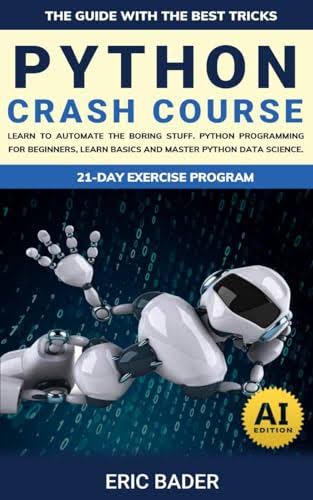 THE GUIDE WITH THE BEST TRICKS
PYTHON
CRASH COURSE
LEARN TO AUTOMATE THE BORING STUFF. PYTHON PROGRAMMING
FOR BEGINNERS, LEARN BASICS AND MASTER PYTHON DATA SCIENCE.
21-DAY EXERCISE PROGRAM
AI
EDITION
ERIC BADER